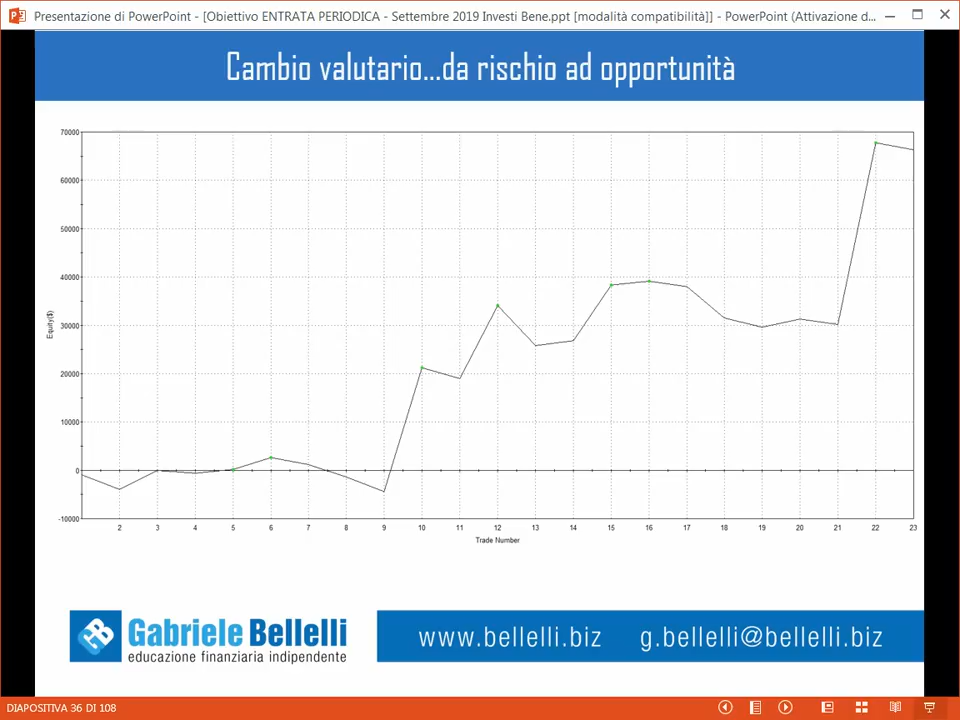 Presentazione di PowerPoint - [Obiettivo ENTRATA PERIODICA - Settembre 2019 Investi Bene.ppt [modalità compatibilità]] - PowerPoint (Attivazione d...
Cambio valutario...da rischio ad opportunità
70000
60000
50000
40000
30000
20000
10000
0
-10000
Equity($)
2 3 4 5 6 7 8 9 10 11 12 13 14 15 16 17 18 19 20 21 22 23
Trade Number
Gabriele Bellelli
educazione finanziaria indipendente
www.bellelli.biz g.bellelli@bellelli.biz
DIAPOSITIVA 36 DI 108